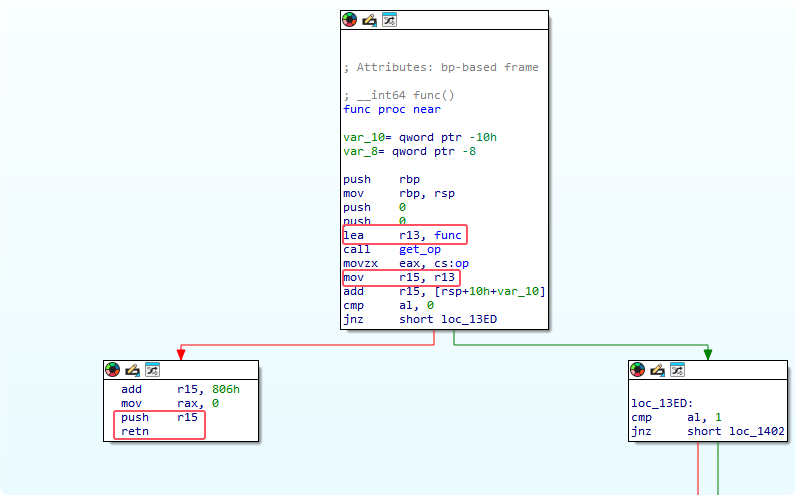 ; Attributes: bp-based frame
; __int64 func()
func proc near
var_10= qword ptr -10h
var_8= qword ptr -8
push rbp
mov rbp, rsp
push 0
push 0
lea r13, func
call get_op
movzx eax, cs:op
mov r15, r13
add r15, [rsp+10h+var_10]
cmp al, 0
jnz short loc_13ED
add r15, 806h
mov rax, 0
push r15
retn
loc_13ED:
cmp al, 1
jnz short loc_1402